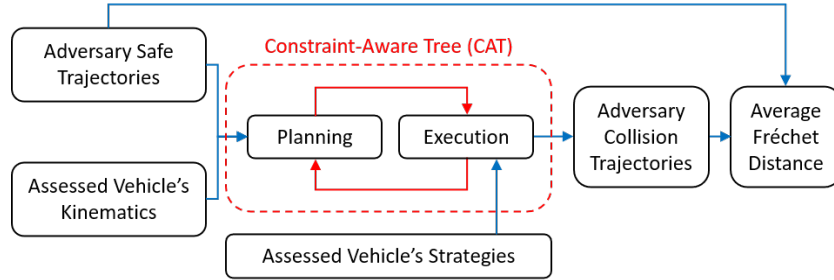 Constraint-Aware Tree (CAT)
Adversary Safe
Trajectories
Planning
Execution
Adversary
Collision
Trajectories
Average
Fréchet
Distance
Assessed Vehicle's
Kinematics
Assessed Vehicle's Strategies